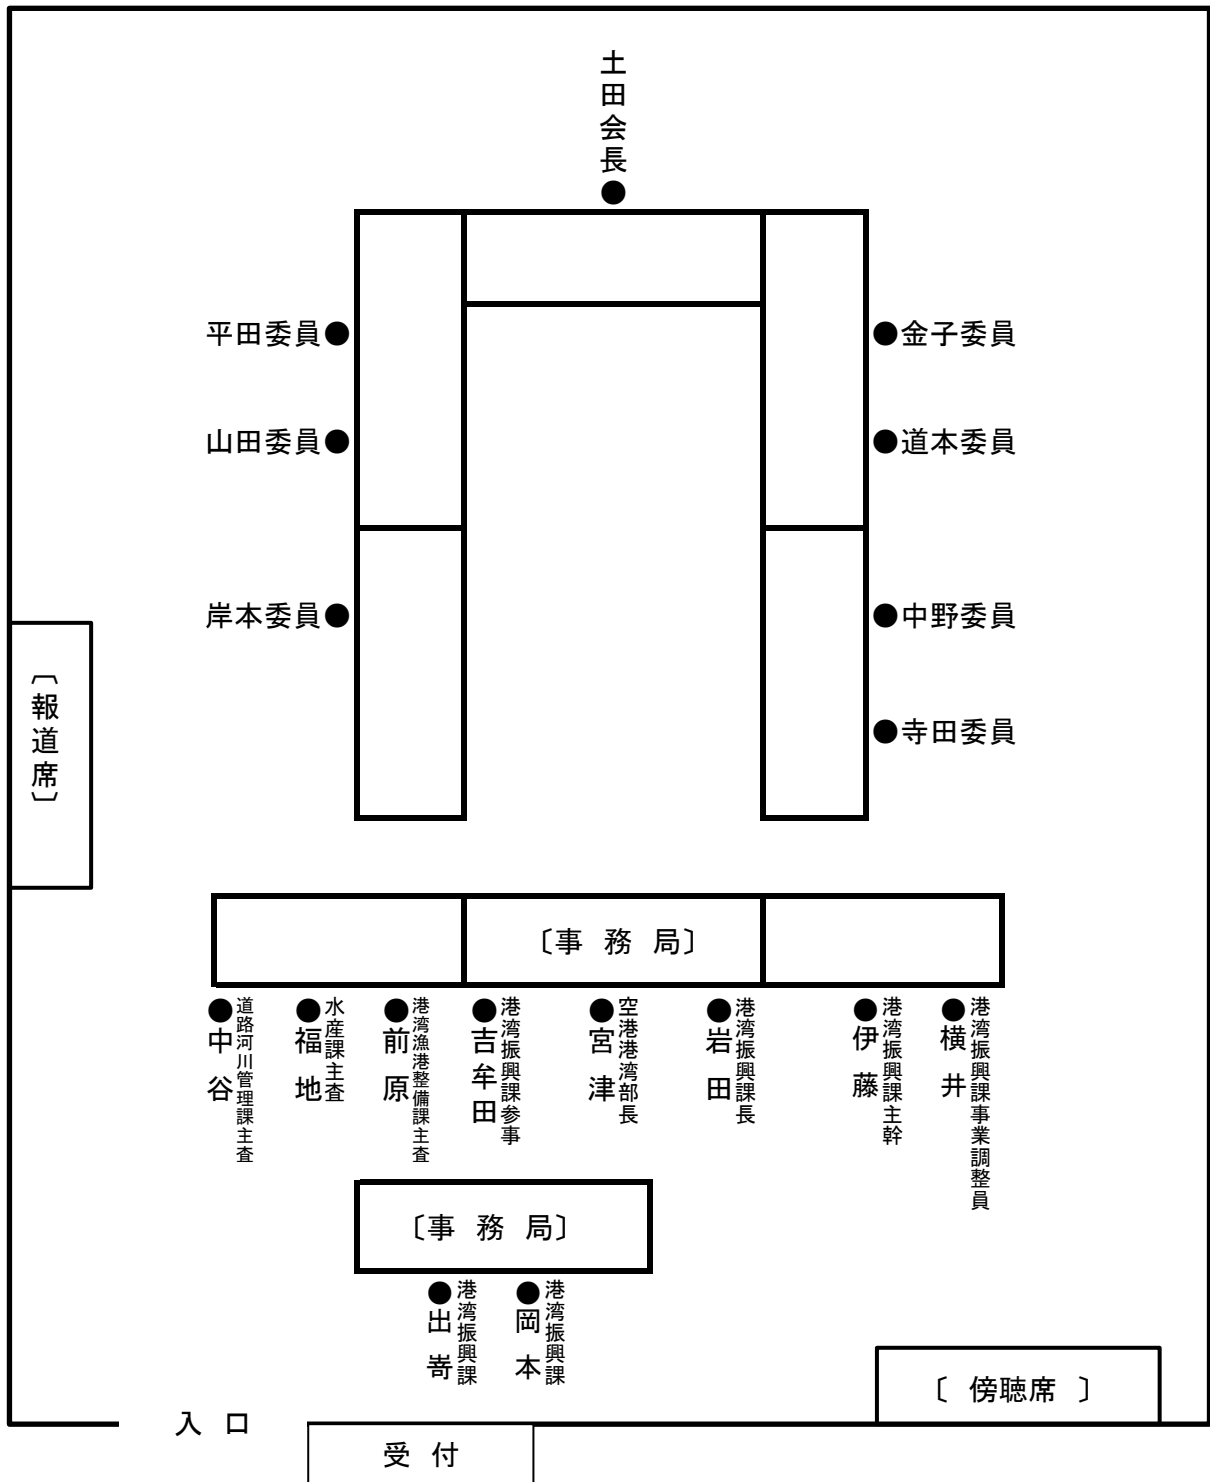 土田会長●
平田委員●
●金子委員
山田委員●
●道本委員
岸本委員●
●中野委員
●寺田委員
〔報道席〕
〔事 務 局〕
●中谷 道路河川管理課主査
●福地 水産課主査
●前原 港湾漁港整備課主査
●吉牟田 港湾振興課参事
●宮津 空港港湾部長
●岩田 港湾振興課長
●伊藤 港湾振興課主幹
●横井 港湾振興課事業調整員
〔事 務 局〕
●出嵜 港湾振興課
●岡本 港湾振興課
〔 傍聴席 〕
入 口
受 付